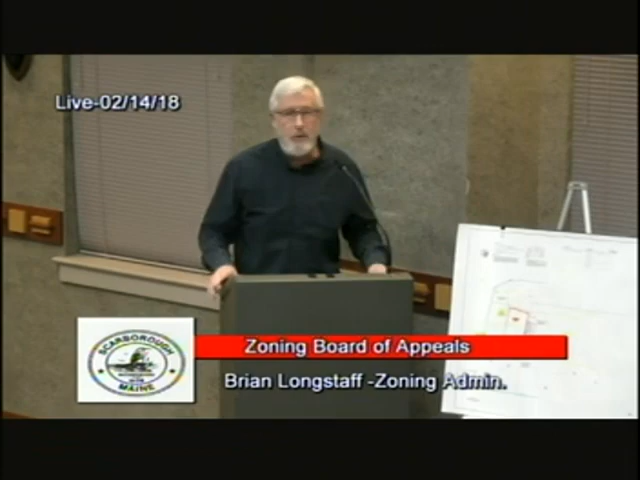 Live-02/14/18
Zoning Board of Appeals
SCARBOROUGH
MAINE
Brian Longstaff -Zoning Admin.